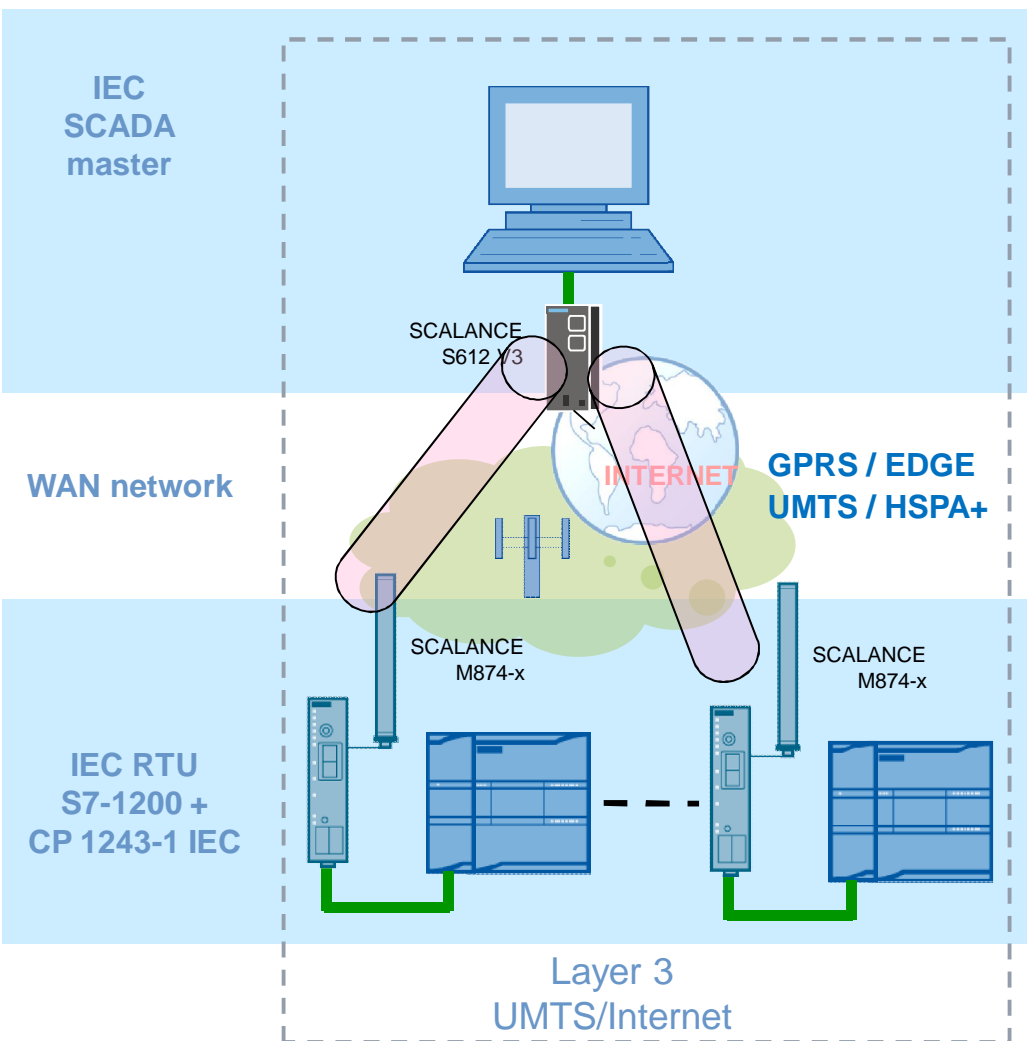 IEC
SCADA
master
SCALANCE
S612 V3
WAN network
INTERNET
GPRS / EDGE
UMTS / HSPA+
SCALANCE
M874-x
SCALANCE
M874-x
IEC RTU
S7-1200 +
CP 1243-1 IEC
Layer 3
UMTS/Internet